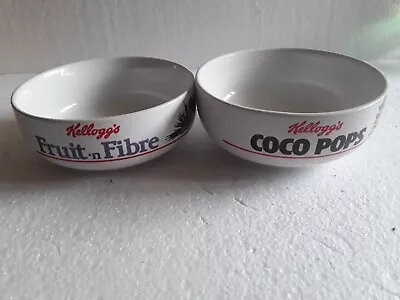 Kellogg's
Fruit 'n Fibre
Kellogg's
COCO POPS